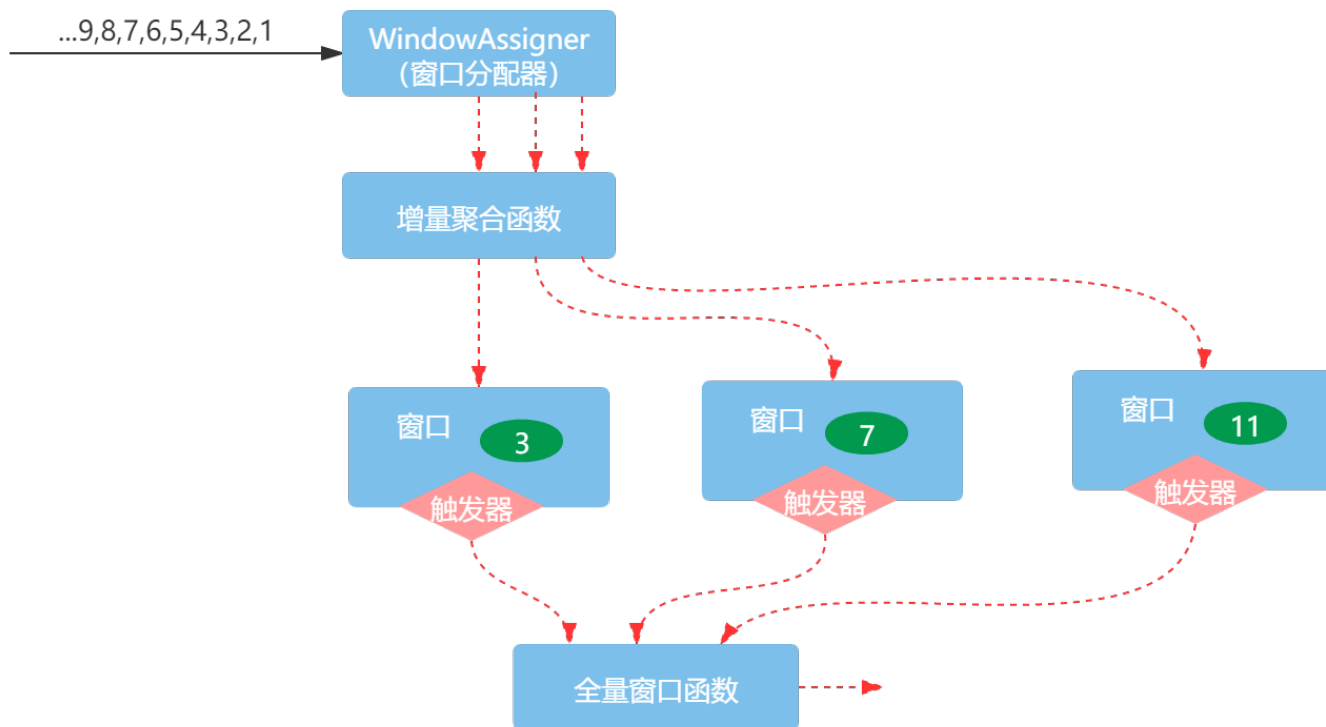 ...9,8,7,6,5,4,3,2,1
WindowAssigner
（窗口分配器）
增量聚合函数
窗口
3
触发器
窗口
7
触发器
窗口
11
触发器
全量窗口函数